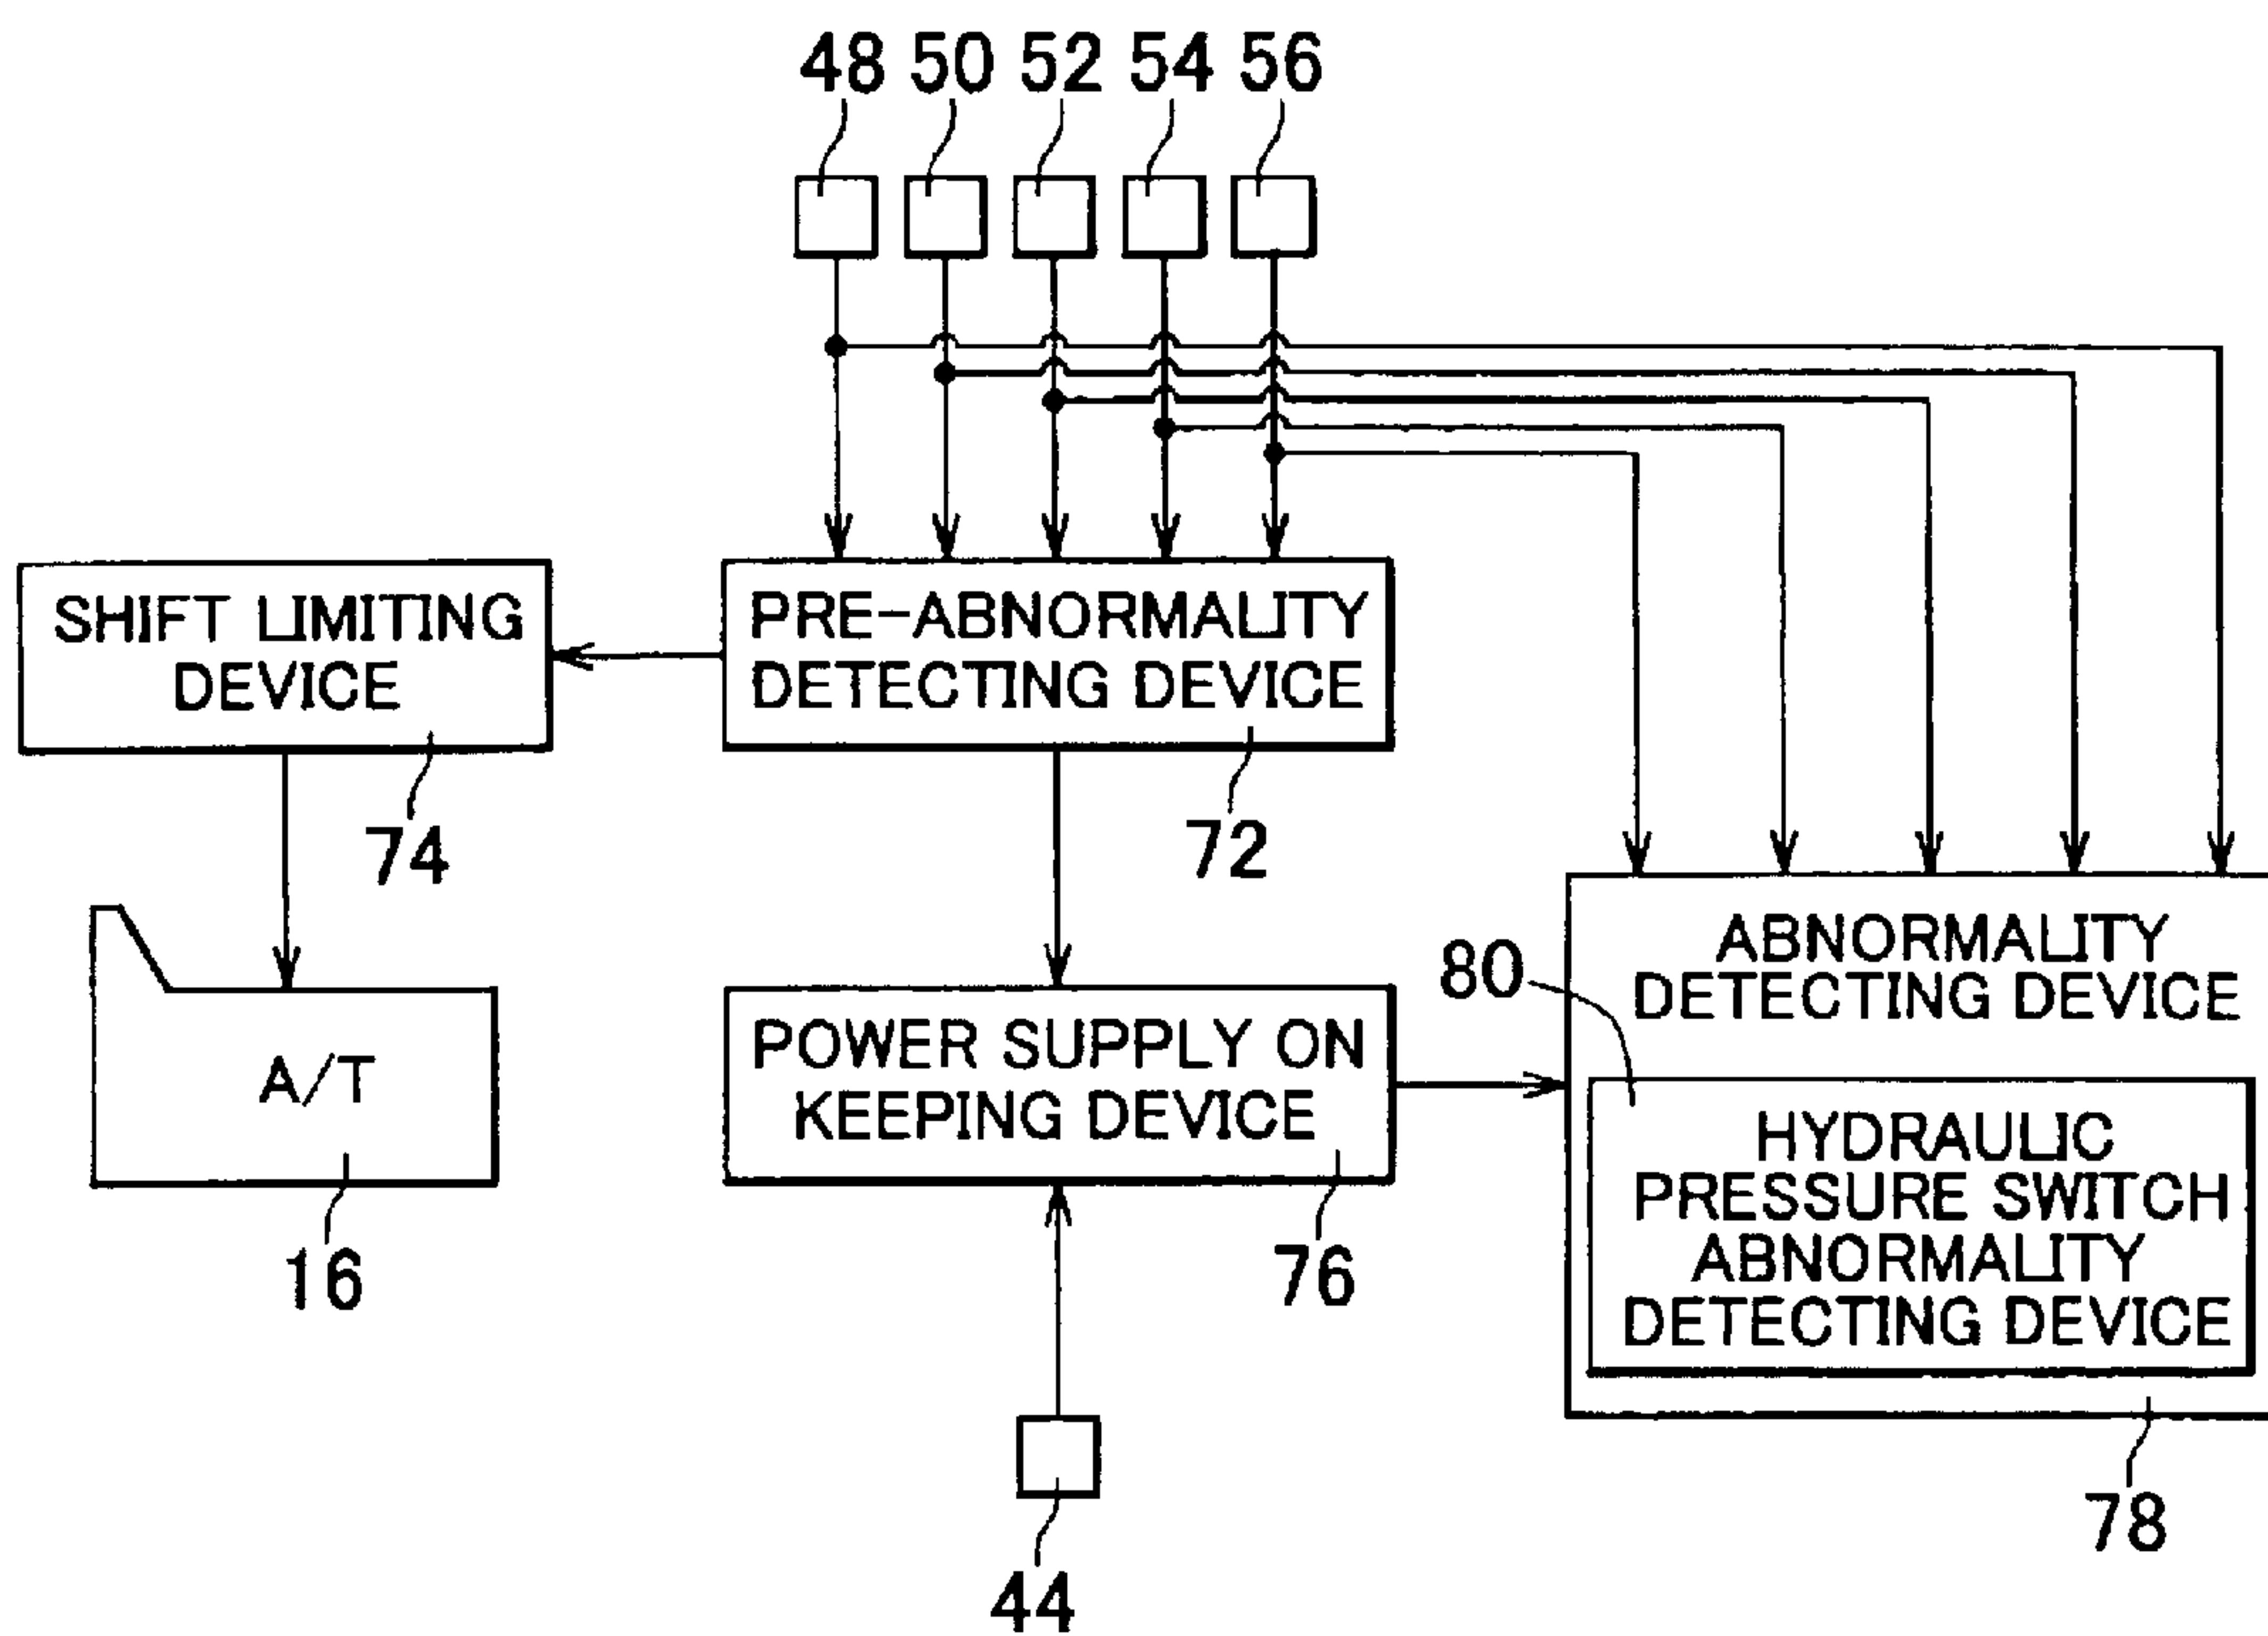 48 50 52 54 56
SHIFT LIMITING
DEVICE
74
PRE-ABNORMALITY
DETECTING DEVICE
72
A/T
16
POWER SUPPLY ON
KEEPING DEVICE
76
44
80
ABNORMALITY
DETECTING DEVICE
HYDRAULIC
PRESSURE SWITCH
ABNORMALITY
DETECTING DEVICE
78